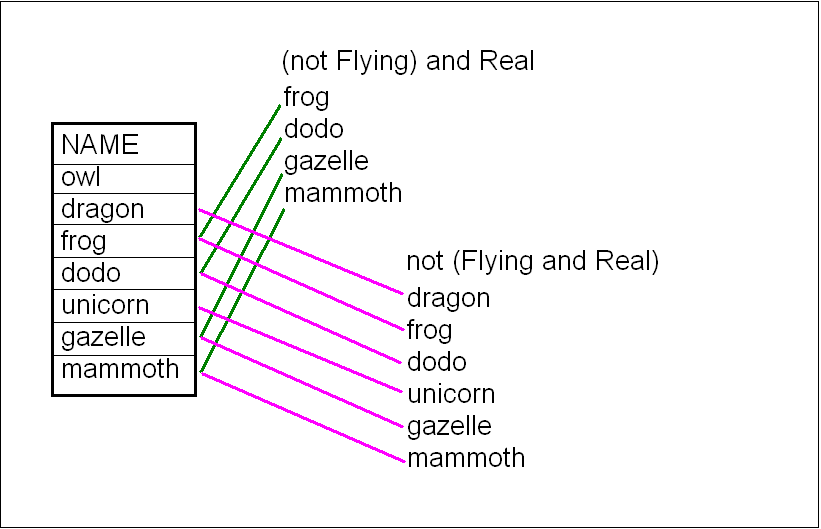 (not Flying) and Real
frog
dodo
gazelle
mammoth
NAME
owl
dragon
frog
dodo
unicorn
gazelle
mammoth
not (Flying and Real)
dragon
frog
dodo
unicorn
gazelle
mammoth